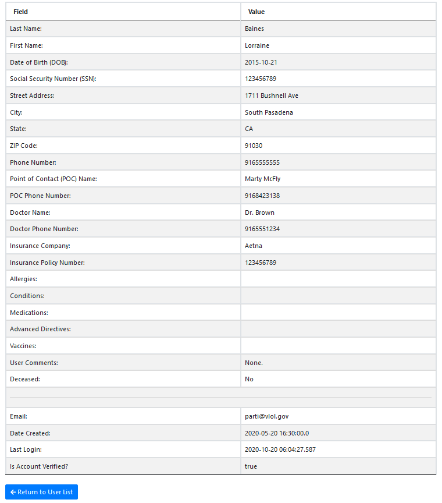 Field Value
Last Name: Baines
First Name: Lorraine
Date of Birth (DOB): 2015-10-21
Social Security Number (SSN): 123456789
Street Address: 1711 Bushnell Ave
City: South Pasadena
State: CA
ZIP Code: 91030
Phone Number: 9165555555
Point of Contact (POC) Name: Marty McFly
POC Phone Number: 9168423138
Doctor Name: Dr. Brown
Doctor Phone Number: 9165551234
Insurance Company: Aetna
Insurance Policy Number: 123456789
Allergies:
Conditions:
Medications:
Advanced Directives:
Vaccines:
User Comments: None.
Deceased: No
Email: parti@viol.gov
Date Created: 2020-05-20 16:30:00.0
Last Login: 2020-10-20 06:04:27.587
Is Account Verified? true
← Return to User List